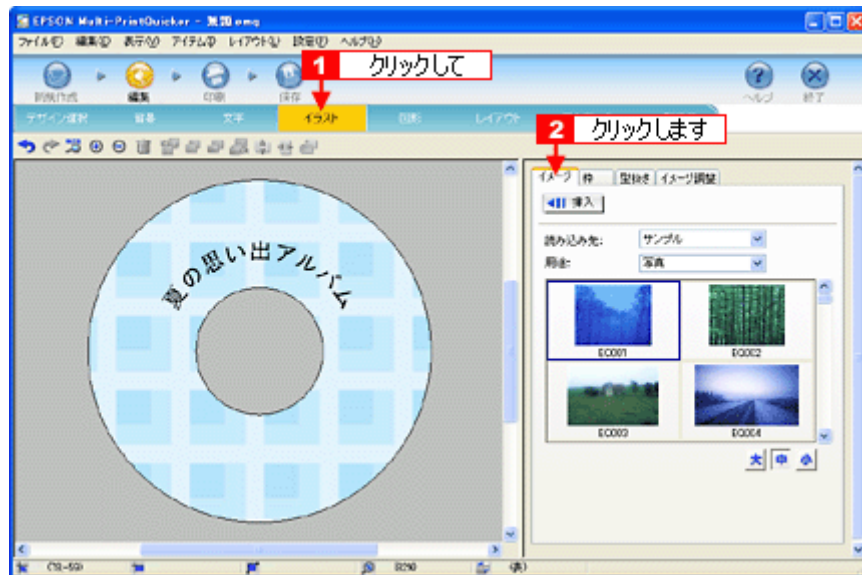 EPSON Multi-PrintQuicker - 無題.emq
ファイル(F) 編集(E) 表示(V) アイテム(I) レイアウト(L) 設定(T) ヘルプ(H)
1 クリックして
新規作成 編集 印刷 保存 ヘルプ 終了
デザイン選択 背景 文字 イラスト 図形 レイアウト
2 クリックします
イメージ 枠 型抜き イメージ調整
挿入
読み込み先: サンプル
用途: 写真
夏の思い出アルバム
EC001 EC002
EC003 EC004
大 中 小